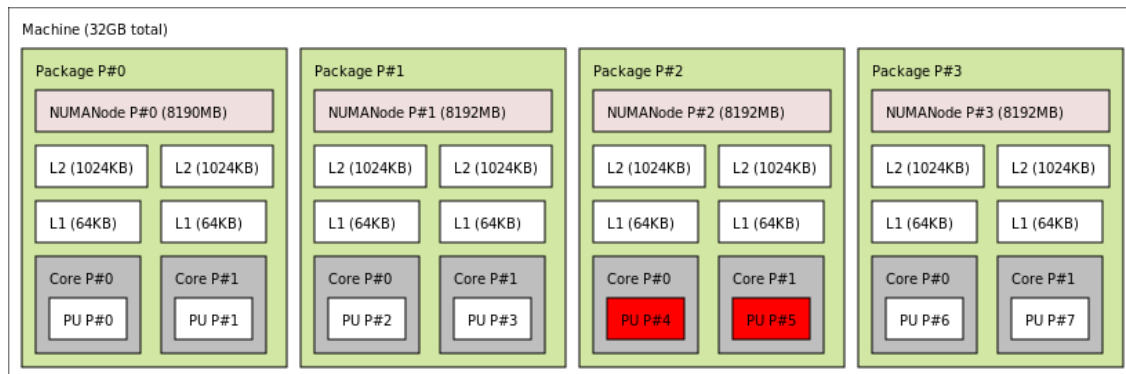 Machine (32GB total)
Package P#0
NUMANode P#0 (8190MB)
L2 (1024KB) L2 (1024KB)
L1 (64KB) L1 (64KB)
Core P#0 Core P#1
PU P#0 PU P#1
Package P#1
NUMANode P#1 (8192MB)
L2 (1024KB) L2 (1024KB)
L1 (64KB) L1 (64KB)
Core P#0 Core P#1
PU P#2 PU P#3
Package P#2
NUMANode P#2 (8192MB)
L2 (1024KB) L2 (1024KB)
L1 (64KB) L1 (64KB)
Core P#0 Core P#1
PU P#4 PU P#5
Package P#3
NUMANode P#3 (8192MB)
L2 (1024KB) L2 (1024KB)
L1 (64KB) L1 (64KB)
Core P#0 Core P#1
PU P#6 PU P#7